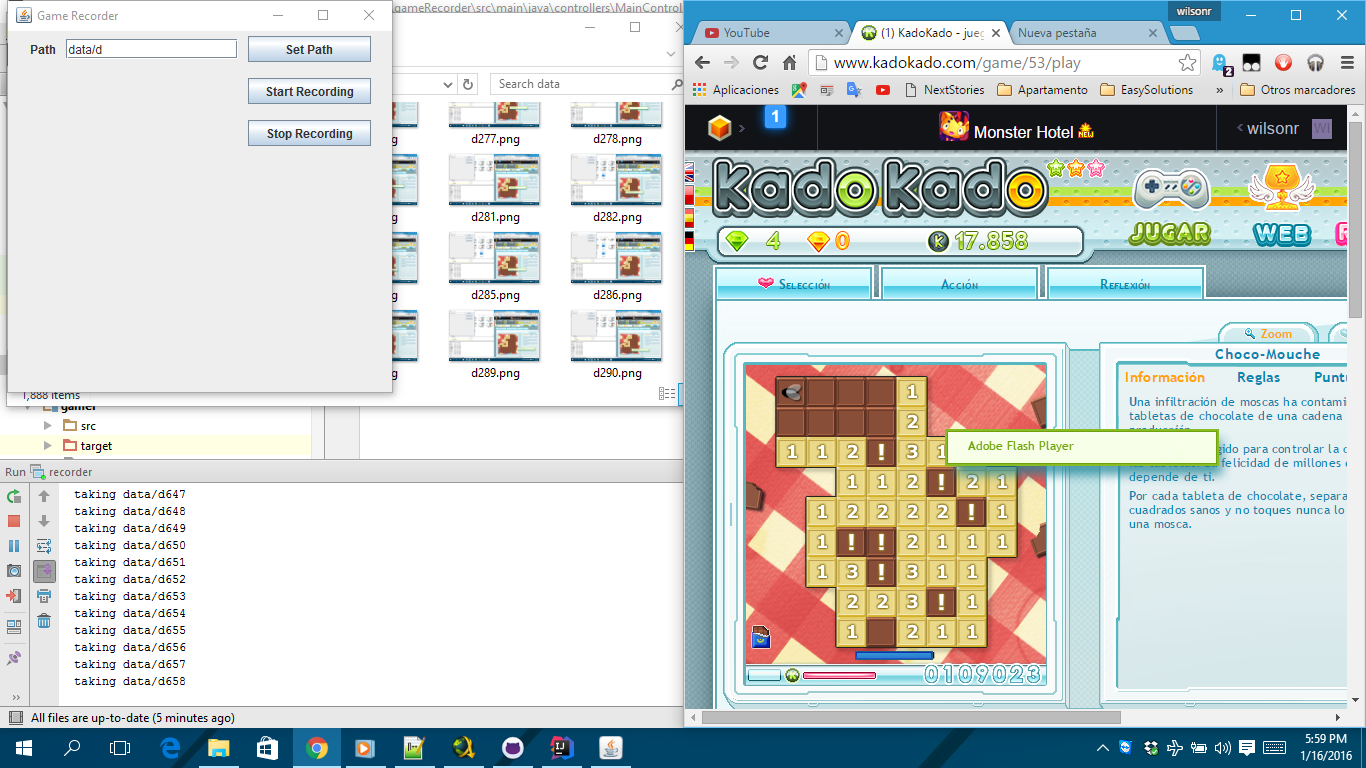 Game Recorder
Path data/d Set Path
Start Recording
Stop Recording
.gameRecorder\src\main\java\controllers\MainControl
Search data
d277.png d278.png
d281.png d282.png
d285.png d286.png
d289.png d290.png
1,888 items
gamer
src
target
Run recorder
taking data/d647
taking data/d648
taking data/d649
taking data/d650
taking data/d651
taking data/d652
taking data/d653
taking data/d654
taking data/d655
taking data/d656
taking data/d657
taking data/d658
All files are up-to-date (5 minutes ago)
wilsonr
YouTube (1) KadoKado - jueg Nueva pestaña
www.kadokado.com/game/53/play
2
Aplicaciones NextStories Apartamento EasySolutions » Otros marcadores
1 Monster Hotel NEW wilsonr WI
KadoKado
4 0 K 17.858
JUGAR WEB R
Selección Acción Reflexión
Zoom
Choco-Mouche
Información Reglas Puntu
Una infiltración de moscas ha contami
tabletas de chocolate de una cadena
producción.
gido para controlar la c
felicidad de millones
depende de ti.
Por cada tableta de chocolate, separa
cuadrados sanos y no toques nunca lo
una mosca.
Adobe Flash Player
1
2
1 1 2 ! 3 1
1 1 2 ! 2 1
1 2 2 2 2 ! 1
1 ! ! 2 1 1 1
1 3 ! 3 1 1
2 2 3 ! 1
1 2 1 1
0109023
5:59 PM
1/16/2016